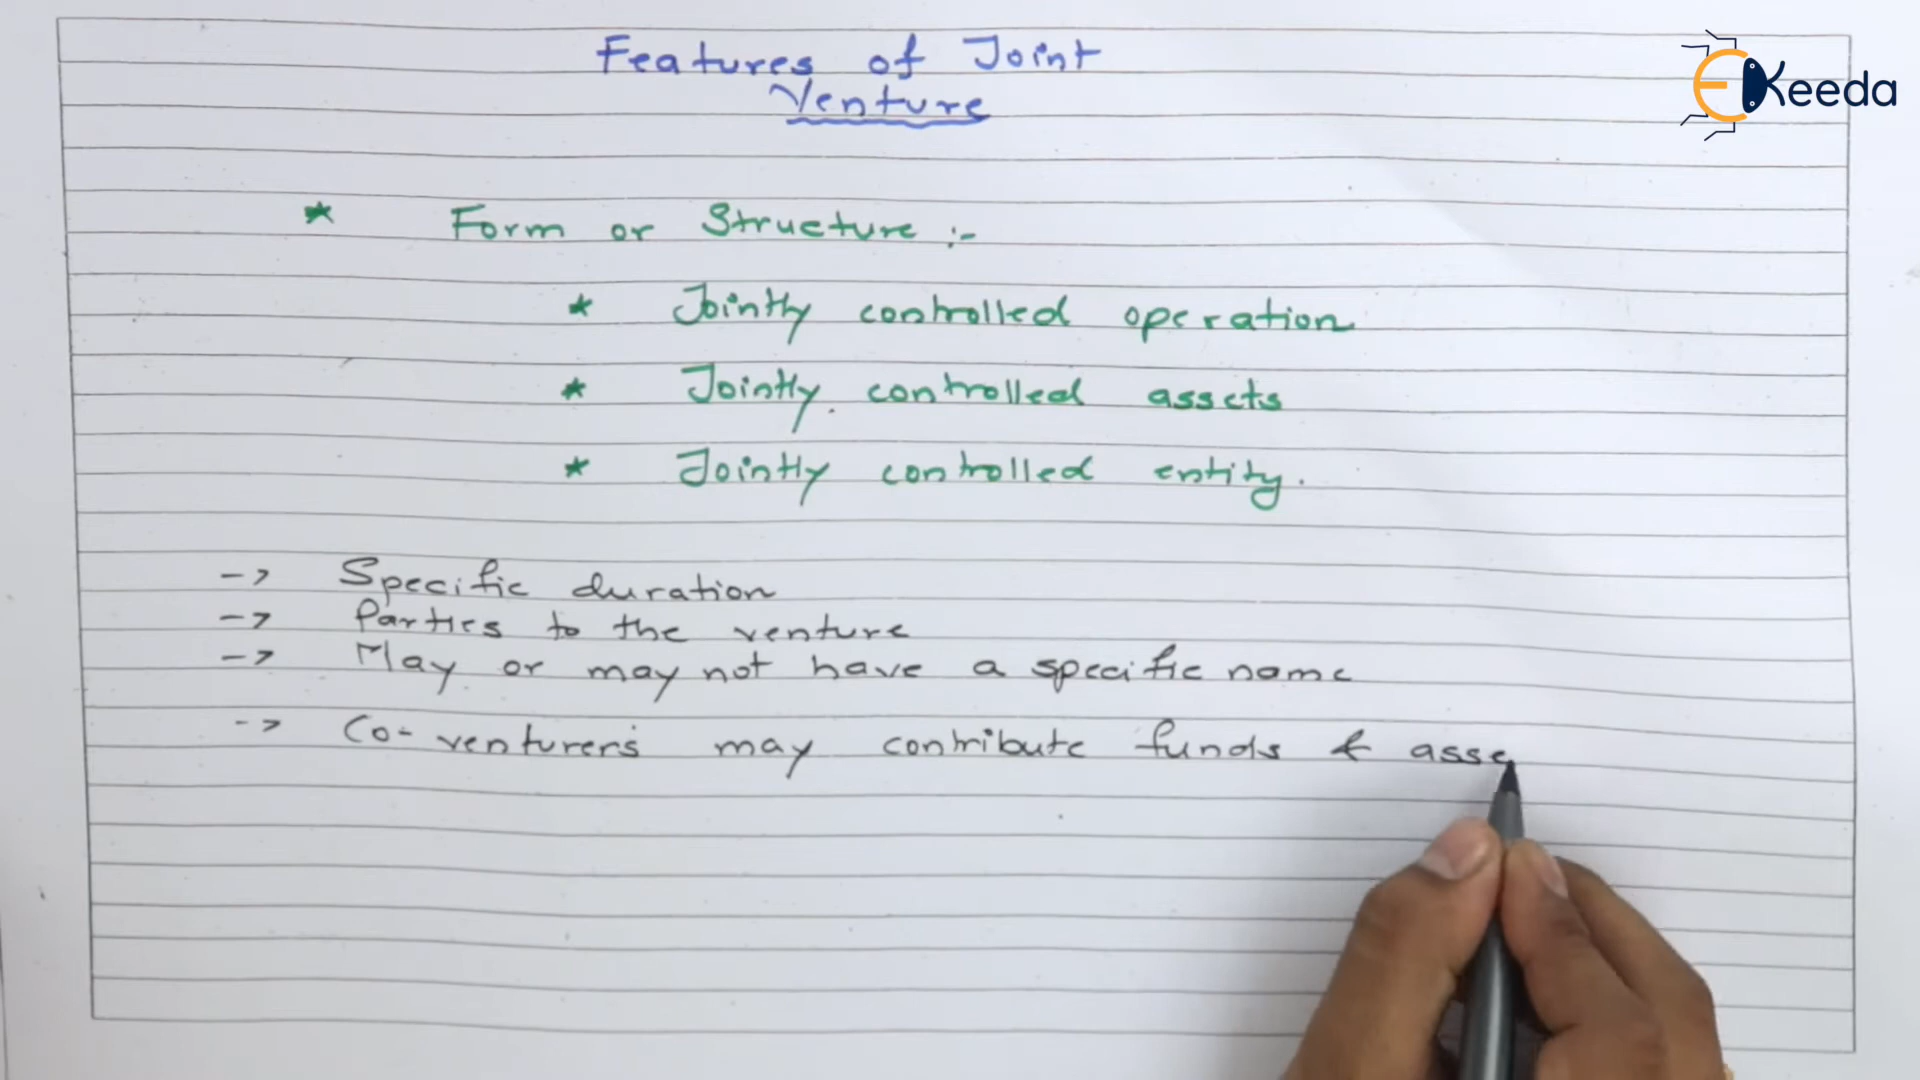 Features of Joint
Venture
EKeeda
* Form or Structure :-
* Jointly controlled operation
* Jointly controlled assets
* Jointly controlled entity.
-> Specific duration
-> Parties to the venture
-> May or may not have a specific name
-> Co-venturers may contribute funds & asse